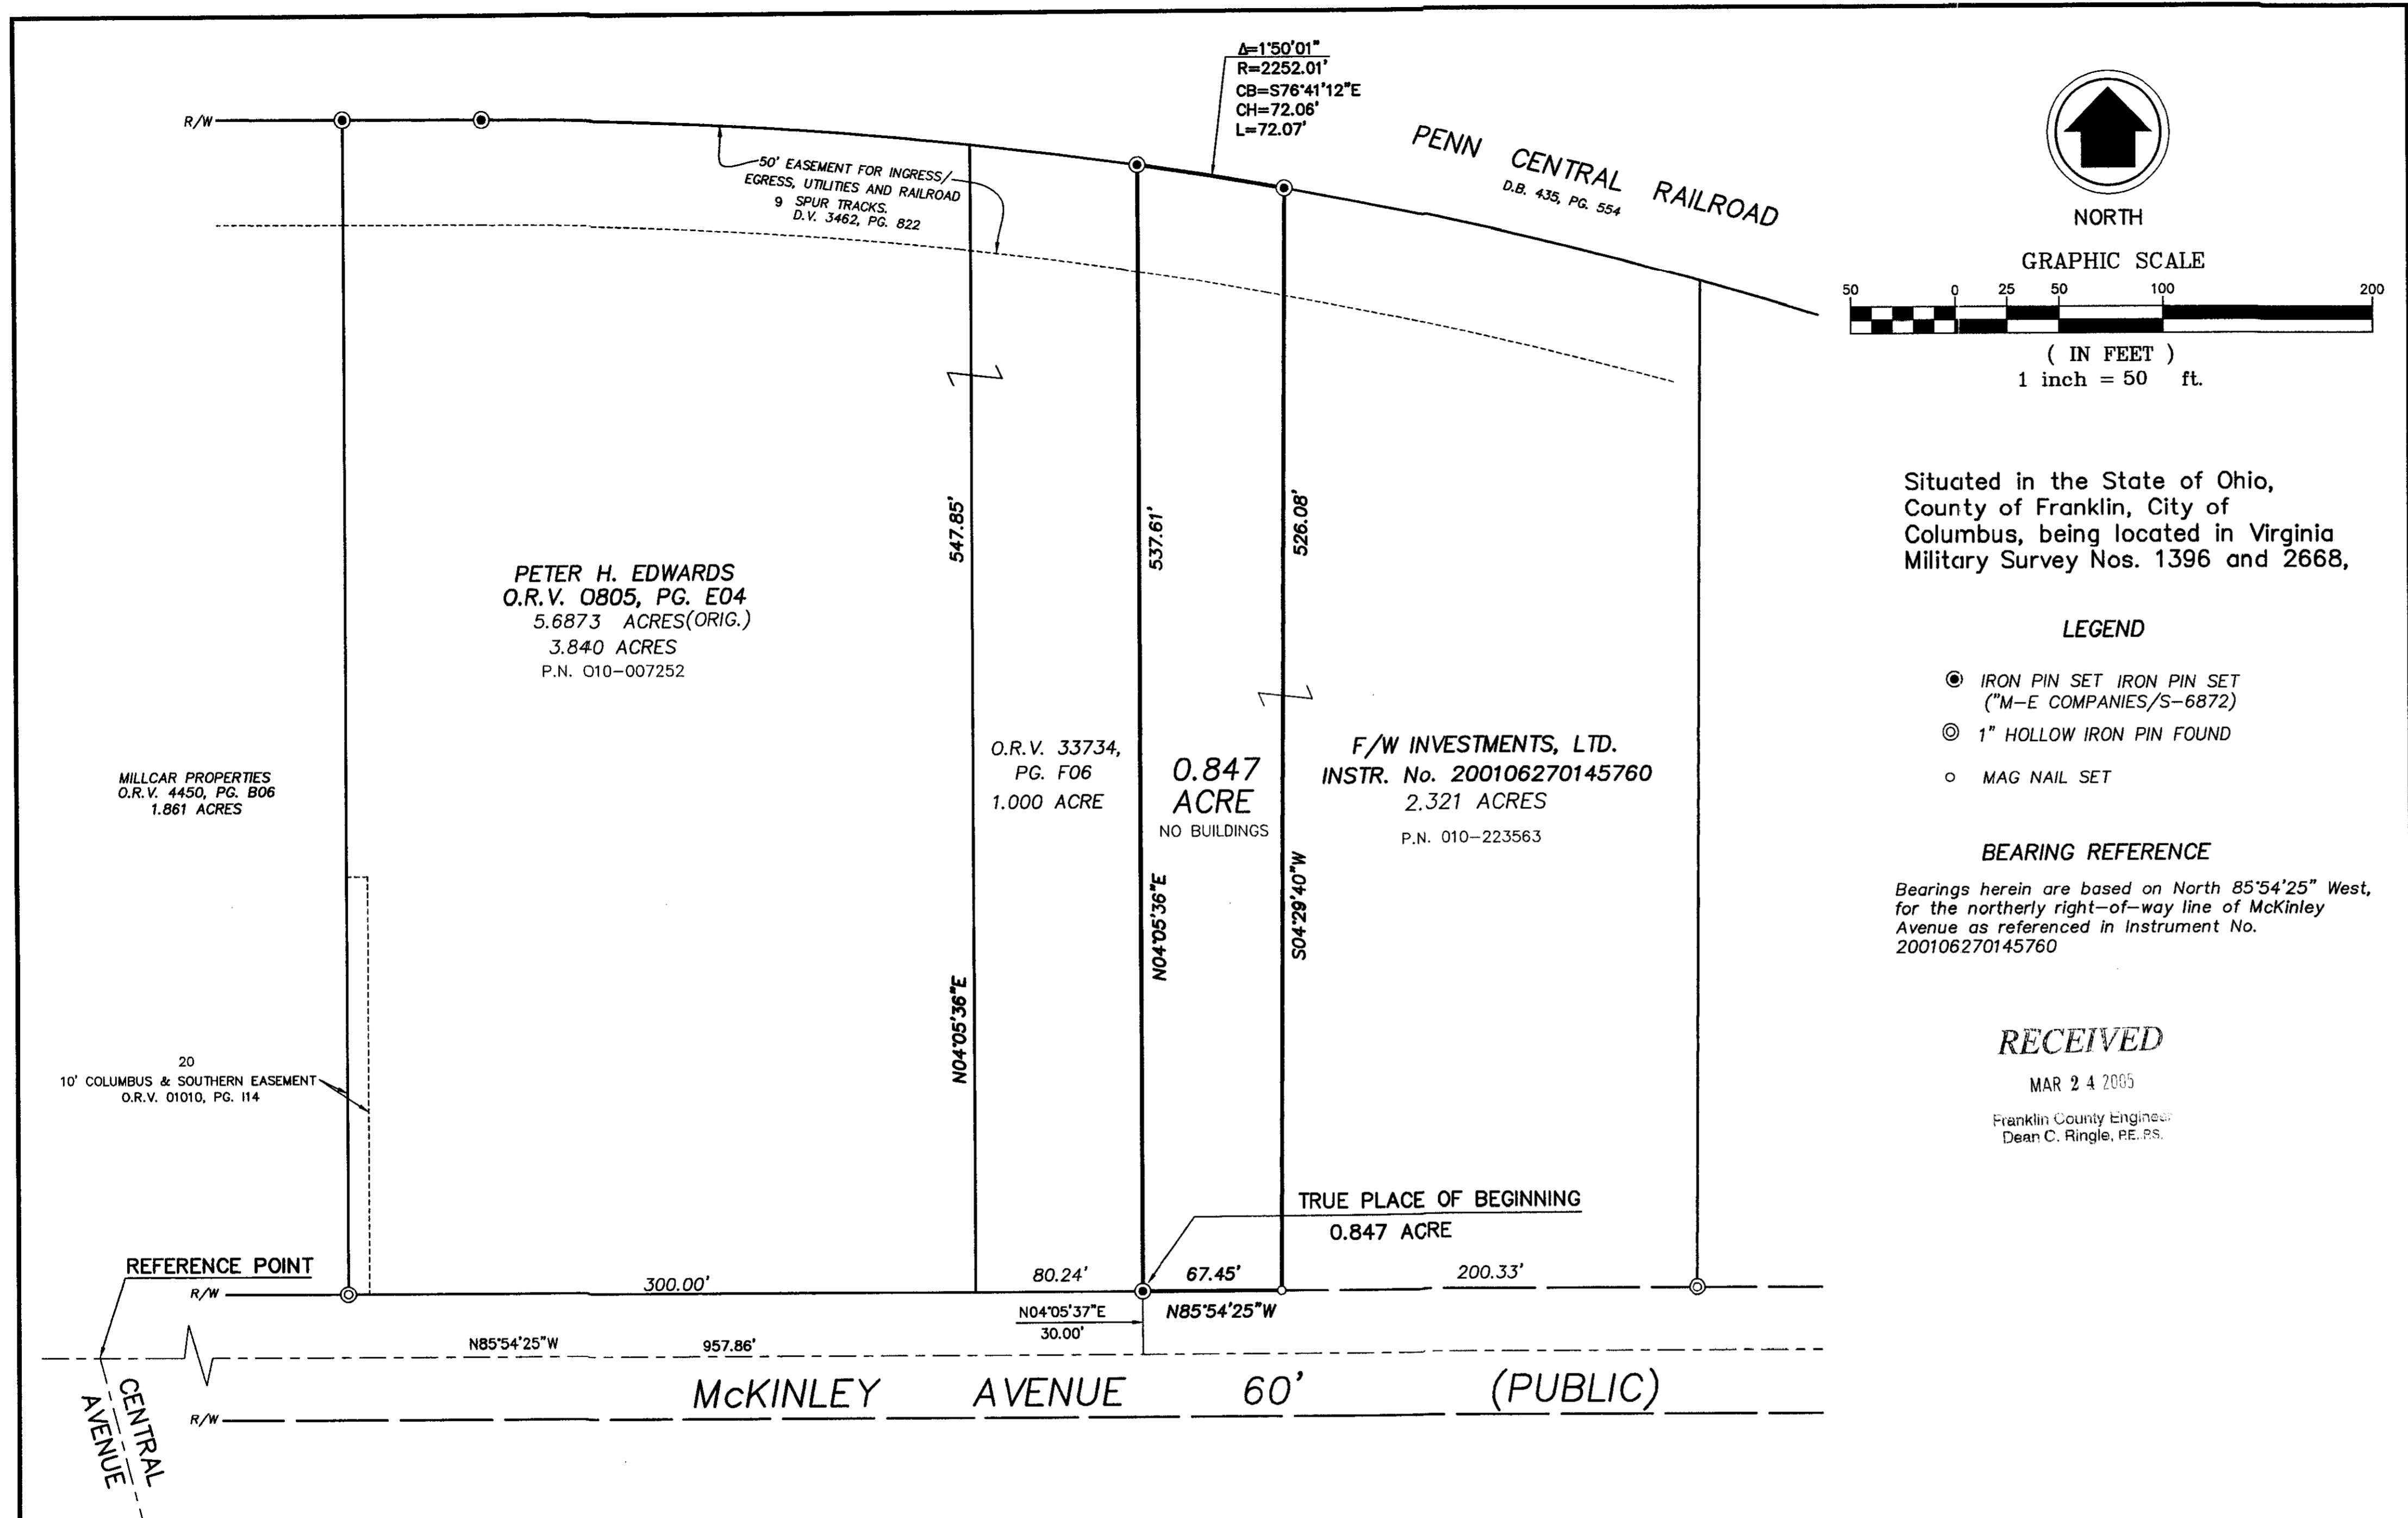 Δ=1°50'01"
R=2252.01'
CB=S76°41'12"E
CH=72.06'
L=72.07'
R/W
50' EASEMENT FOR INGRESS/
EGRESS, UTILITIES AND RAILROAD
9 SPUR TRACKS.
D.V. 3462, PG. 822
PENN CENTRAL RAILROAD
D.B. 435, PG. 554
NORTH
GRAPHIC SCALE
50 0 25 50 100 200
( IN FEET )
1 inch = 50 ft.
Situated in the State of Ohio,
County of Franklin, City of
Columbus, being located in Virginia
Military Survey Nos. 1396 and 2668,
LEGEND
IRON PIN SET IRON PIN SET
("M-E COMPANIES/S-6872)
1" HOLLOW IRON PIN FOUND
MAG NAIL SET
BEARING REFERENCE
Bearings herein are based on North 85°54'25" West,
for the northerly right-of-way line of McKinley
Avenue as referenced in Instrument No.
200106270145760
RECEIVED
MAR 24 2005
Franklin County Engineer
Dean C. Ringle, P.E. P.S.
547.85'
537.61'
526.08'
PETER H. EDWARDS
O.R.V. 0805, PG. E04
5.6873 ACRES(ORIG.)
3.840 ACRES
P.N. 010-007252
O.R.V. 33734,
PG. F06
1.000 ACRE
0.847
ACRE
NO BUILDINGS
F/W INVESTMENTS, LTD.
INSTR. No. 200106270145760
2.321 ACRES
P.N. 010-223563
MILLCAR PROPERTIES
O.R.V. 4450, PG. B06
1.861 ACRES
N04°05'36"E
N04°05'36"E
S04°29'40"W
20
10' COLUMBUS & SOUTHERN EASEMENT
O.R.V. 01010, PG. I14
TRUE PLACE OF BEGINNING
0.847 ACRE
REFERENCE POINT
R/W
300.00'
80.24'
67.45'
200.33'
N04°05'37"E
30.00'
N85°54'25"W
N85°54'25"W 957.86'
McKINLEY AVENUE 60' (PUBLIC)
R/W
CENTRAL
AVENUE